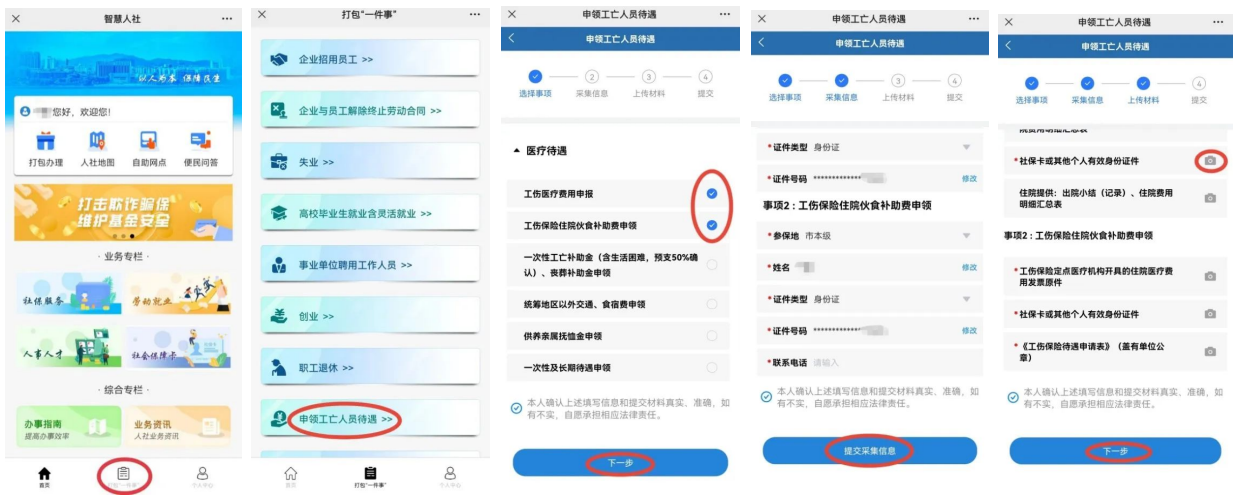 智慧人社
以人为本 保障民生
您好，欢迎您!
打包办理
人社地图
自助网点
便民问答
打击欺诈骗保
维护基金安全
· 业务专栏 ·
社保服务
劳动就业
人事人才
社会保障卡
· 综合专栏 ·
办事指南
提高办事效率
业务资讯
人社业务资讯
首页
打包“一件事”
个人中心
打包“一件事”
企业招用员工 >>
企业与员工解除终止劳动合同 >>
失业 >>
高校毕业生就业含灵活就业 >>
事业单位聘用工作人员 >>
创业 >>
职工退休 >>
申领工亡人员待遇 >>
首页
打包“一件事”
个人中心
申领工亡人员待遇
申领工亡人员待遇
2
3
4
选择事项
采集信息
上传材料
提交
医疗待遇
工伤医疗费用申报
工伤保险住院伙食补助费申领
一次性工亡补助金（含生活困难，预支50%确
认）、丧葬补助金申领
统筹地区以外交通、食宿费申领
供养亲属抚恤金申领
一次性及长期待遇申领
本人确认上述填写信息和提交材料真实、准确，如
有不实，自愿承担相应法律责任。
下一步
申领工亡人员待遇
申领工亡人员待遇
3
4
选择事项
采集信息
上传材料
提交
*证件类型 身份证
*证件号码 *************
修改
事项2：工伤保险住院伙食补助费申领
*参保地 市本级
*姓名
修改
*证件类型 身份证
*证件号码 *************
修改
*联系电话 请输入
本人确认上述填写信息和提交材料真实、准确，如
有不实，自愿承担相应法律责任。
提交采集信息
申领工亡人员待遇
申领工亡人员待遇
4
选择事项
采集信息
上传材料
提交
院费用明细汇总表
*社保卡或其他个人有效身份证件
住院提供：出院小结（记录）、住院费用
明细汇总表
事项2：工伤保险住院伙食补助费申领
*工伤保险定点医疗机构开具的住院医疗费
用发票原件
*社保卡或其他个人有效身份证件
*《工伤保险待遇申请表》（盖有单位公
章）
本人确认上述填写信息和提交材料真实、准确，如
有不实，自愿承担相应法律责任。
下一步